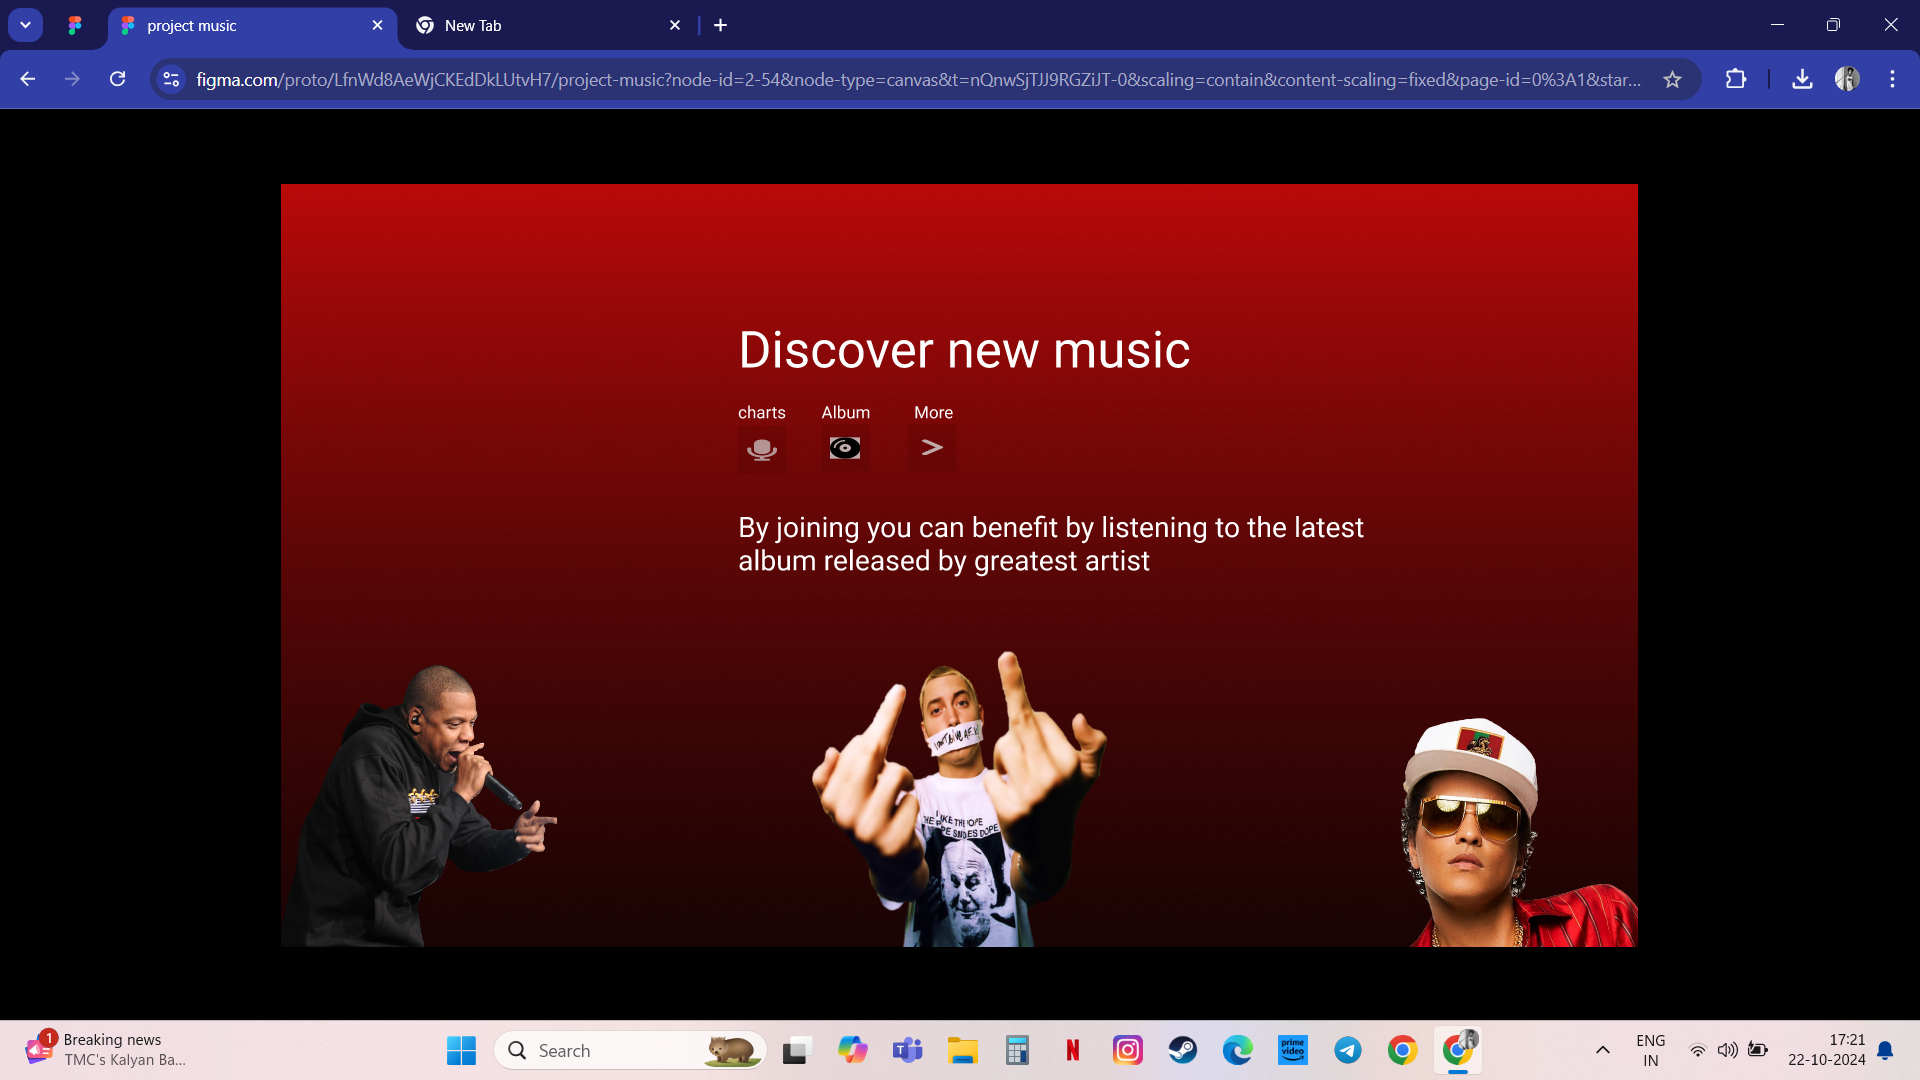 project music
New Tab
figma.com/proto/LfnWd8AeWjCKEdDkLUtvH7/project-music?node-id=2-54&node-type=canvas&t=nQnwSjTJJ9RGZiJT-0&scaling=contain&content-scaling=fixed&page-id=0%3A1&star...
Discover new music
charts Album More
By joining you can benefit by listening to the latest
album released by greatest artist
1
Breaking news
TMC's Kalyan Ba...
Search
prime
video
ENG
IN
17:21
22-10-2024